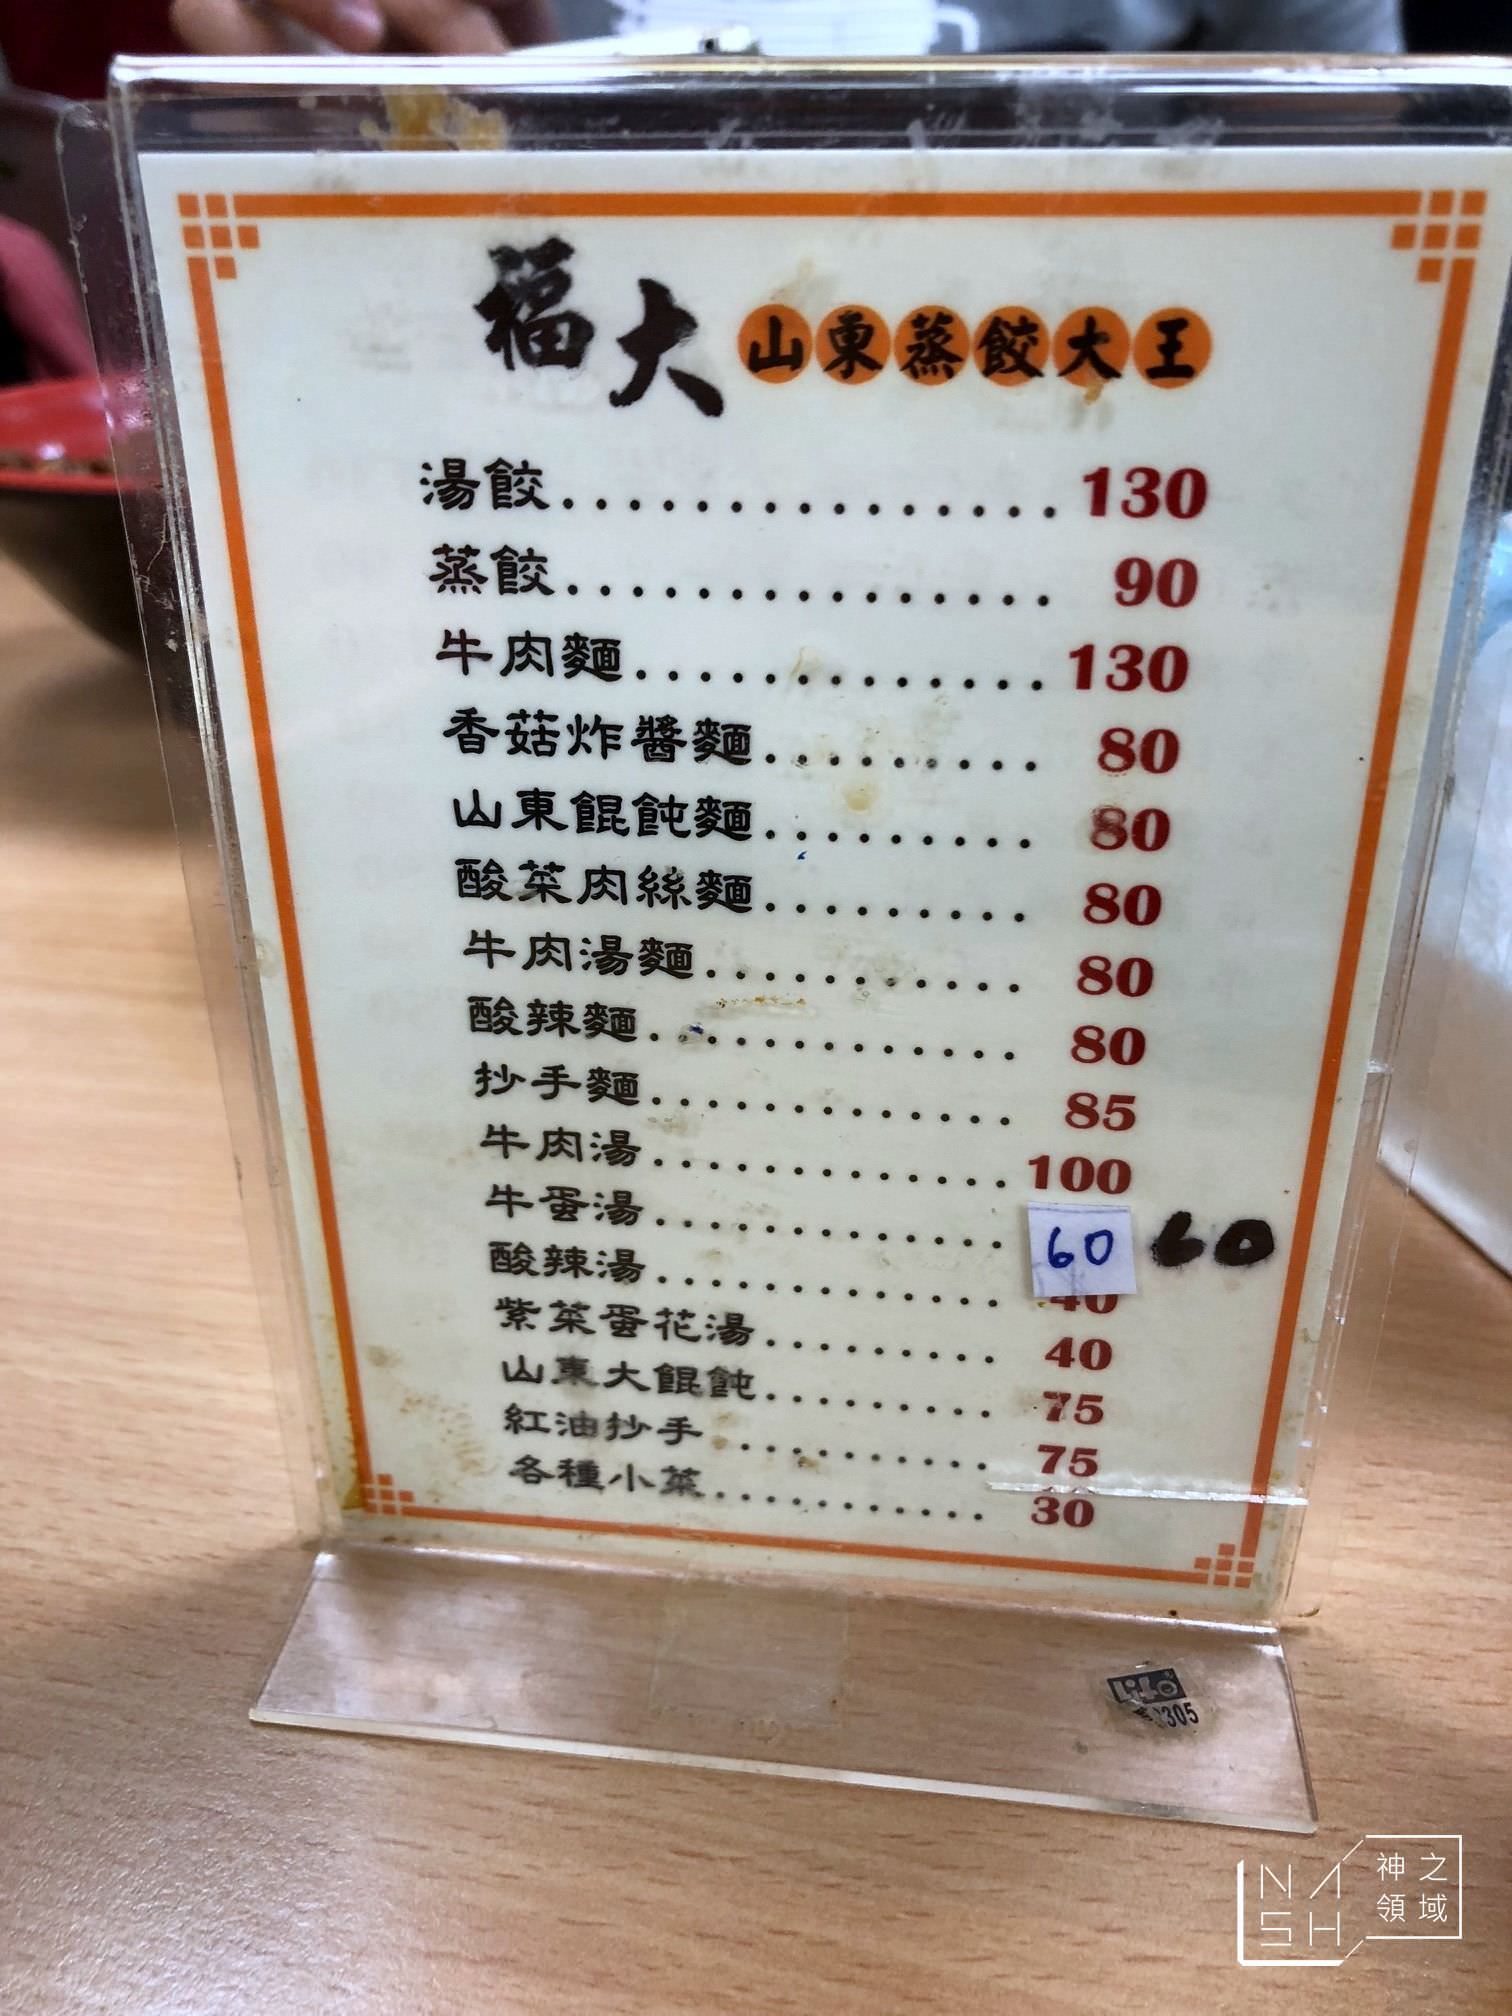 福大 山東蒸餃大王
湯餃................130
蒸餃................90
牛肉麵.............130
香菇炸醬麵.........80
山東餛飩麵.........80
酸菜肉絲麵.........80
牛肉湯麵...........80
酸辣麵.............80
抄手麵.............85
牛肉湯.............100
牛蛋湯.............60 60
酸辣湯.............40
紫菜蛋花湯.........40
山東大餛飩.........75
紅油抄手..........75
各種小菜...........30
Life
305
NASH 神之領域